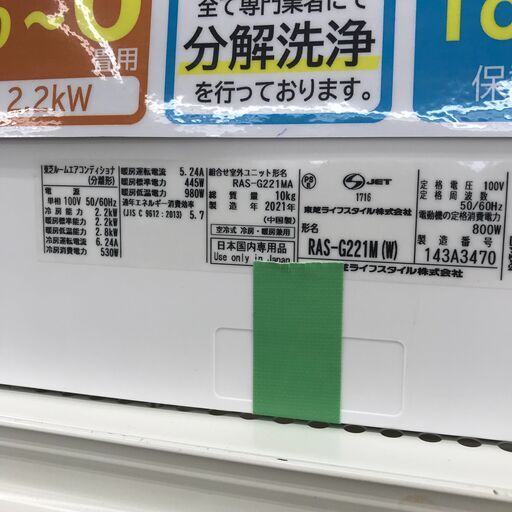 畳用
2.2kW
全て専門業者にて
分解洗浄
を行っております。
保
東芝ルームエアコンディショナ
(分離形)
電源
単相 100V 50/60Hz
冷房能力 2.2kW
暖房標準能力 2.2kW
暖房低温能力 2.8kW
冷房運転電流 6.24A
冷房消費電力 530W
暖房運転電流 5.24A
暖房標準電力 445W
暖房低温電力 980W
通年エネルギー消費効率
(JIS C 9612:2013) 5.7
組合せ室外ユニット形名
RAS-G221MA
総質量 10kg
製造年 2021年
(中国製)
空冷式 冷房・暖房兼用
日本国内専用品
Use only in Japan
PS E
JET
1716
東芝ライフスタイル株式会社
形名
RAS-G221M(W)
東芝ライフスタイル株式会社
定格電圧 100V
定格周波数
50/60Hz
電動機の定格消費電力
800W
製造番号
143A3470